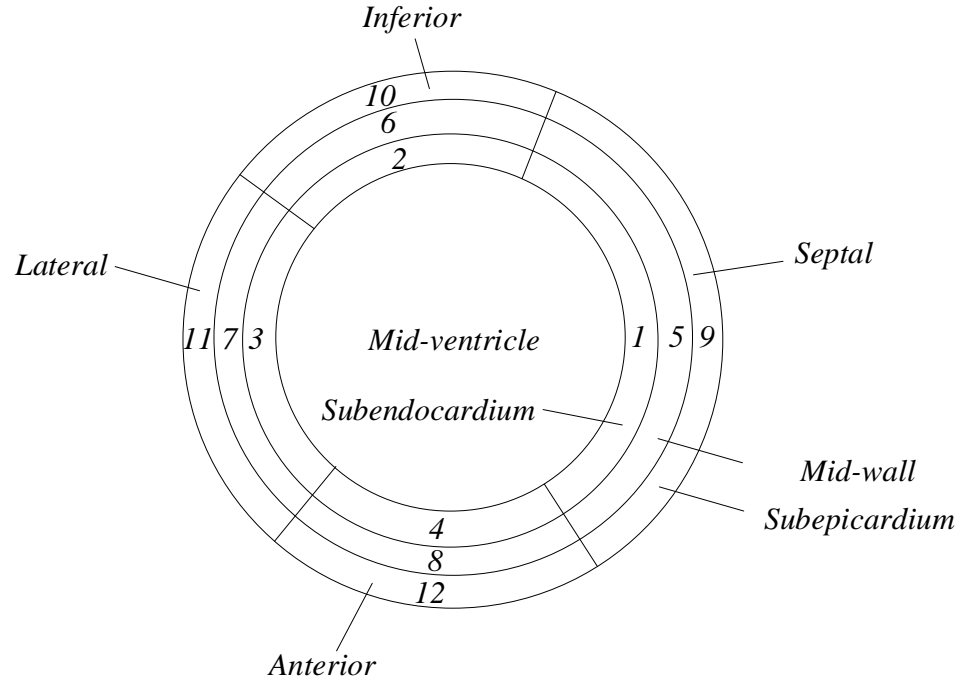 Inferior
10
6
2
Septal
Lateral
11 7 3
Mid-ventricle
1 5 9
Subendocardium
Mid-wall
Subepicardium
4
8
12
Anterior